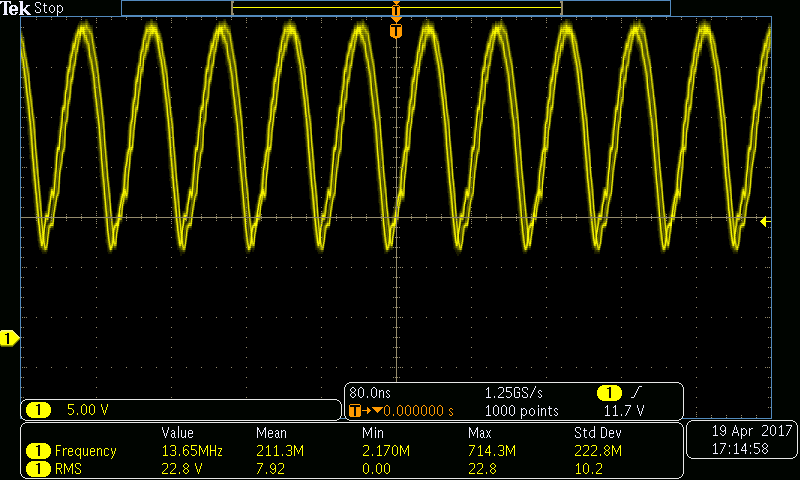 Tek Stop
T
T
1
1 5.00 V
80.0ns 1.25GS/s 1
T→▼0.000000 s 1000 points 11.7 V
Value Mean Min Max Std Dev
1 Frequency 13.65MHz 211.3M 2.170M 714.3M 222.8M
1 RMS 22.8 V 7.92 0.00 22.8 10.2
19 Apr 2017
17:14:58